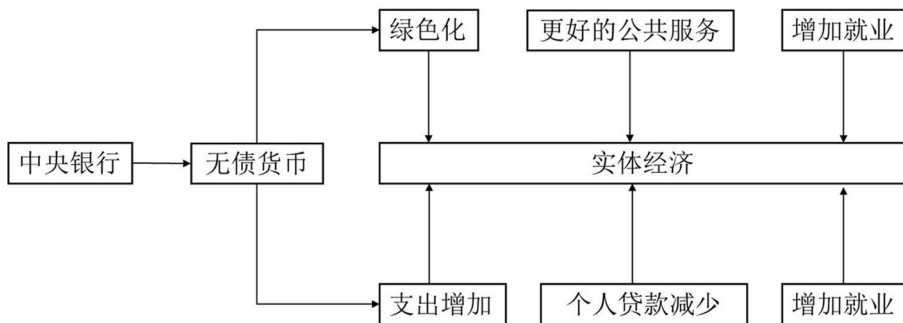 绿色化
更好的公共服务
增加就业
中央银行
无债货币
实体经济
支出增加
个人贷款减少
增加就业